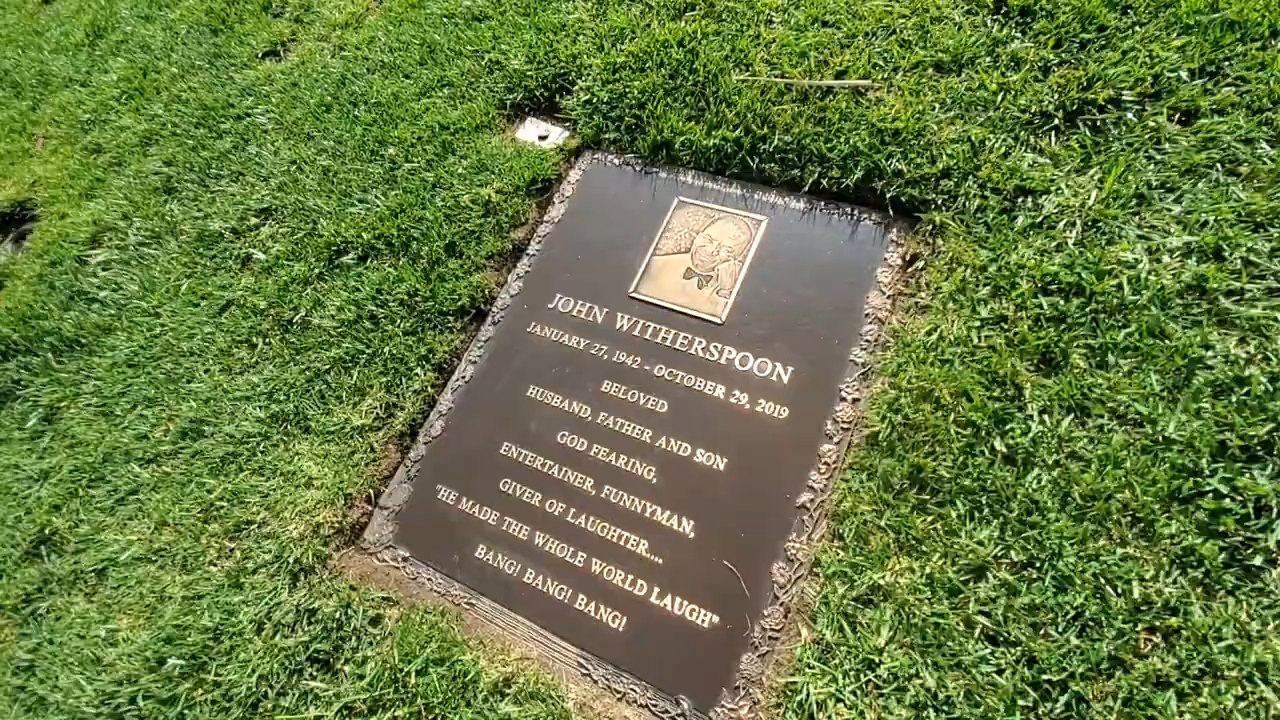 JOHN WITHERSPOON
JANUARY 27, 1942 - OCTOBER 29, 2019
BELOVED
HUSBAND, FATHER AND SON
GOD FEARING,
ENTERTAINER, FUNNYMAN,
GIVER OF LAUGHTER....
"HE MADE THE WHOLE WORLD LAUGH"
BANG! BANG! BANG!